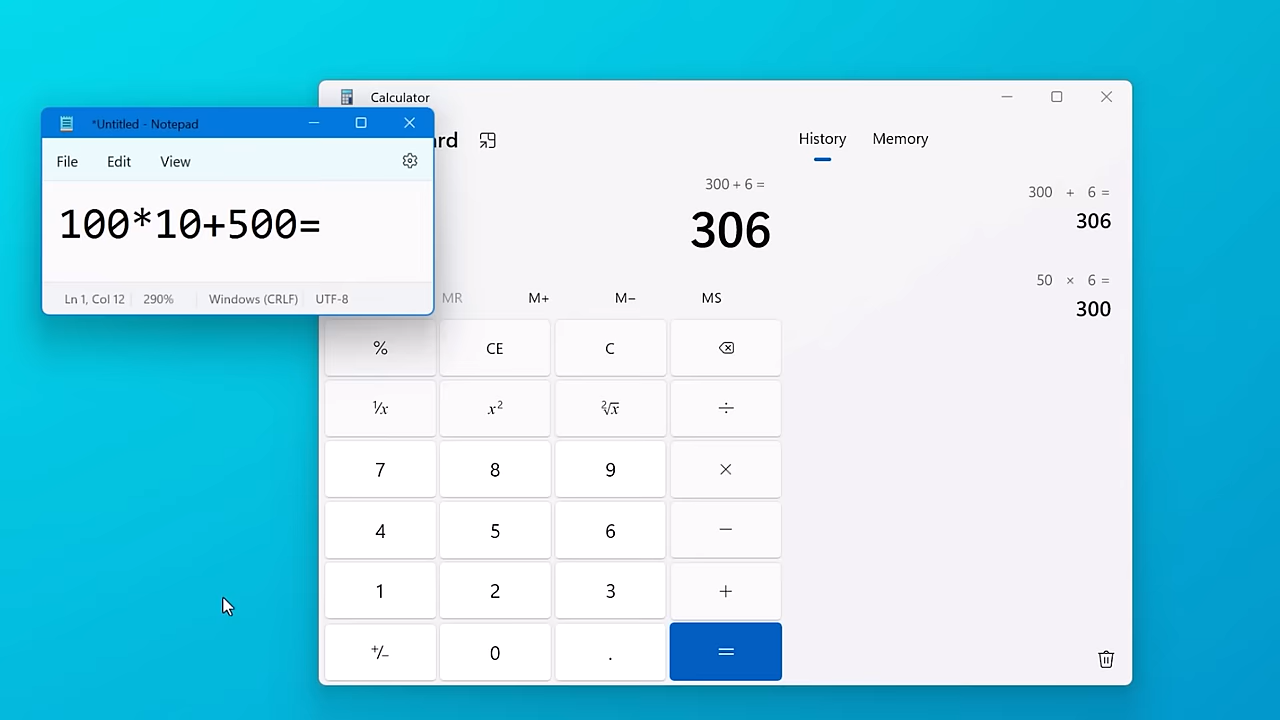 *Untitled - Notepad
File Edit View
100*10+500=
Ln 1, Col 12 290% Windows (CRLF) UTF-8
Calculator
rd
History Memory
300 + 6 =
306
MR M+ M− MS
% CE C
¹/x x² ²√x ÷
7 8 9 ×
4 5 6 −
1 2 3 +
+/− 0 . =
300 + 6 =
306
50 × 6 =
300